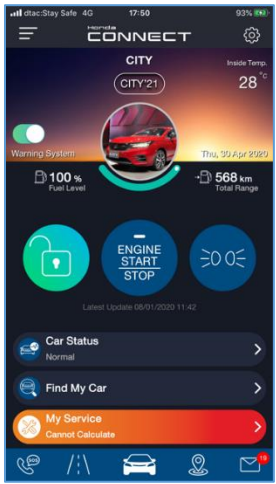 dtac:Stay Safe 4G 17:50 93%
Honda
CONNECT
CITY
CITY'21
Inside Temp.
28 °c
Warning System
Thu, 30 Apr 2020
100 %
Fuel Level
568 km
Total Range
ENGINE
START
STOP
Latest Update 08/01/2020 11:42
Car Status
Normal
Find My Car
My Service
Cannot Calculate
SOS
19